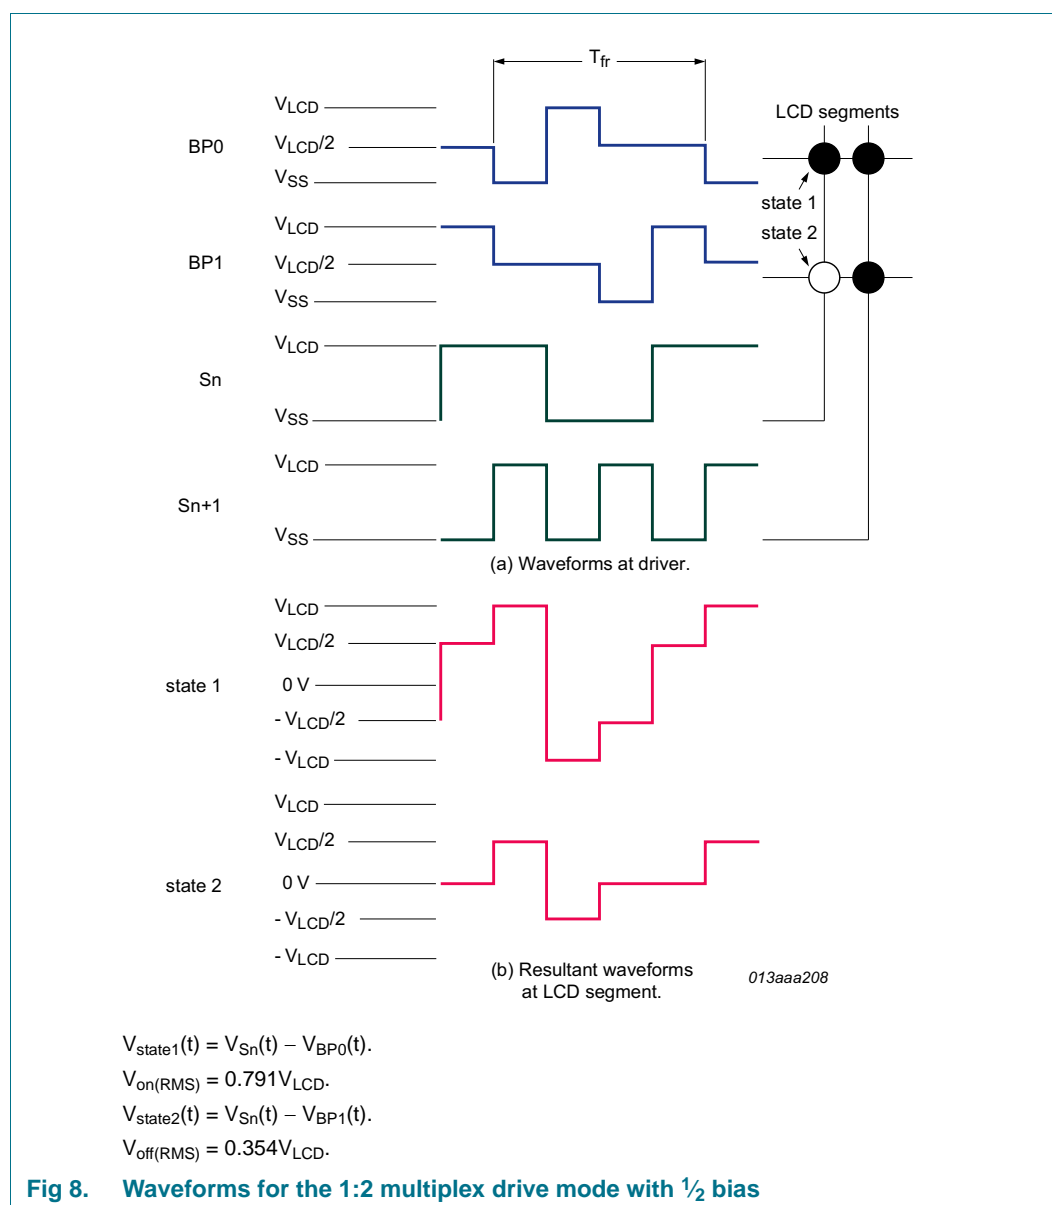 T_fr
V_LCD
BP0
V_LCD/2
V_SS
LCD segments
state 1
state 2
V_LCD
BP1
V_LCD/2
V_SS
V_LCD
Sn
V_SS
V_LCD
Sn+1
V_SS
(a) Waveforms at driver.
V_LCD
V_LCD/2
state 1
0 V
- V_LCD/2
- V_LCD
V_LCD
V_LCD/2
state 2
0 V
- V_LCD/2
- V_LCD
(b) Resultant waveforms
at LCD segment.
013aaa208
V_state1(t) = V_Sn(t) − V_BP0(t).
V_on(RMS) = 0.791V_LCD.
V_state2(t) = V_Sn(t) − V_BP1(t).
V_off(RMS) = 0.354V_LCD.
Fig 8. Waveforms for the 1:2 multiplex drive mode with 1⁄2 bias